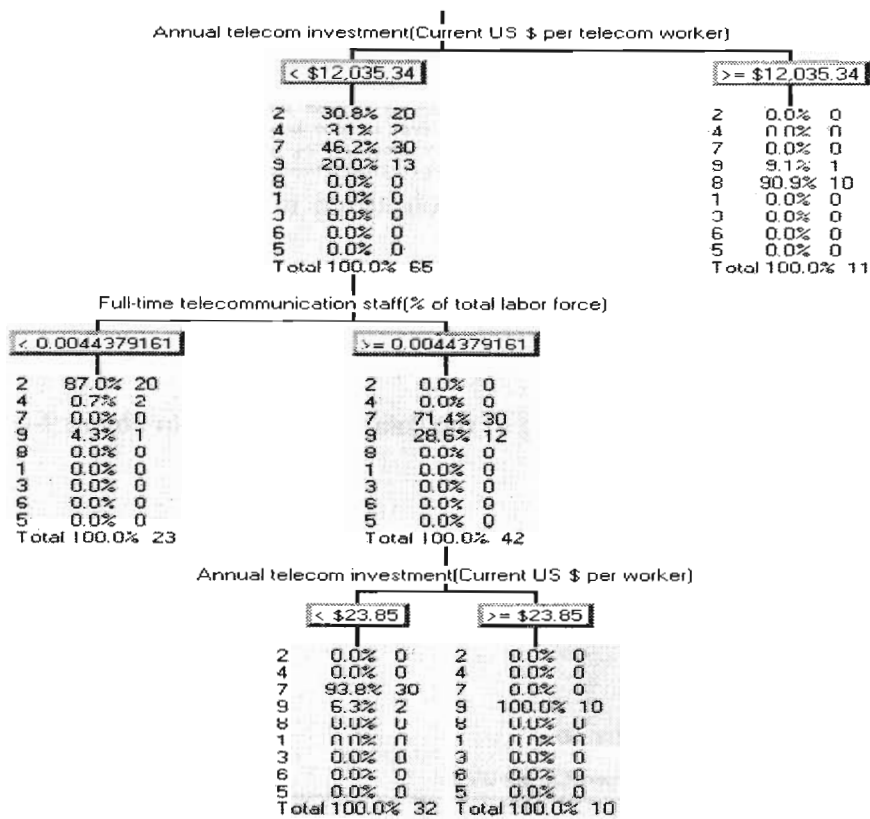 Annual telecom investment(Current US $ per telecom worker)
< $12,035.34
2 30.8% 20
4 3.1% 2
7 46.2% 30
9 20.0% 13
8 0.0% 0
1 0.0% 0
3 0.0% 0
6 0.0% 0
5 0.0% 0
Total 100.0% 65
>= $12,035.34
2 0.0% 0
4 0.0% 0
7 0.0% 0
9 9.1% 1
8 90.9% 10
1 0.0% 0
3 0.0% 0
6 0.0% 0
5 0.0% 0
Total 100.0% 11
Full-time telecommunication staff(% of total labor force)
< 0.0044379161
2 87.0% 20
4 0.7% 2
7 0.0% 0
9 4.3% 1
8 0.0% 0
1 0.0% 0
3 0.0% 0
6 0.0% 0
5 0.0% 0
Total 100.0% 23
>= 0.0044379161
2 0.0% 0
4 0.0% 0
7 71.4% 30
9 28.6% 12
8 0.0% 0
1 0.0% 0
3 0.0% 0
6 0.0% 0
5 0.0% 0
Total 100.0% 42
Annual telecom investment(Current US $ per worker)
< $23.85
2 0.0% 0
4 0.0% 0
7 93.8% 30
9 6.3% 2
8 0.0% 0
1 0.0% 0
3 0.0% 0
6 0.0% 0
5 0.0% 0
Total 100.0% 32
>= $23.85
2 0.0% 0
4 0.0% 0
7 0.0% 0
9 100.0% 10
8 0.0% 0
1 0.0% 0
3 0.0% 0
6 0.0% 0
5 0.0% 0
Total 100.0% 10